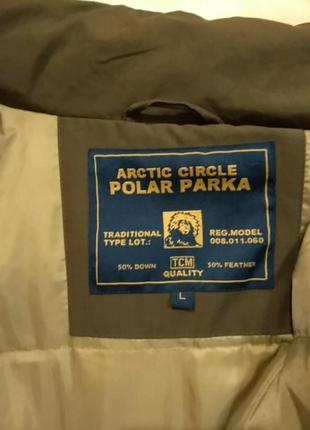 ARCTIC CIRCLE
POLAR PARKA
TRADITIONAL
TYPE LOT.:
REG.MODEL
008.011.060
50% DOWN
TCM
50% FEATHER
QUALITY
L